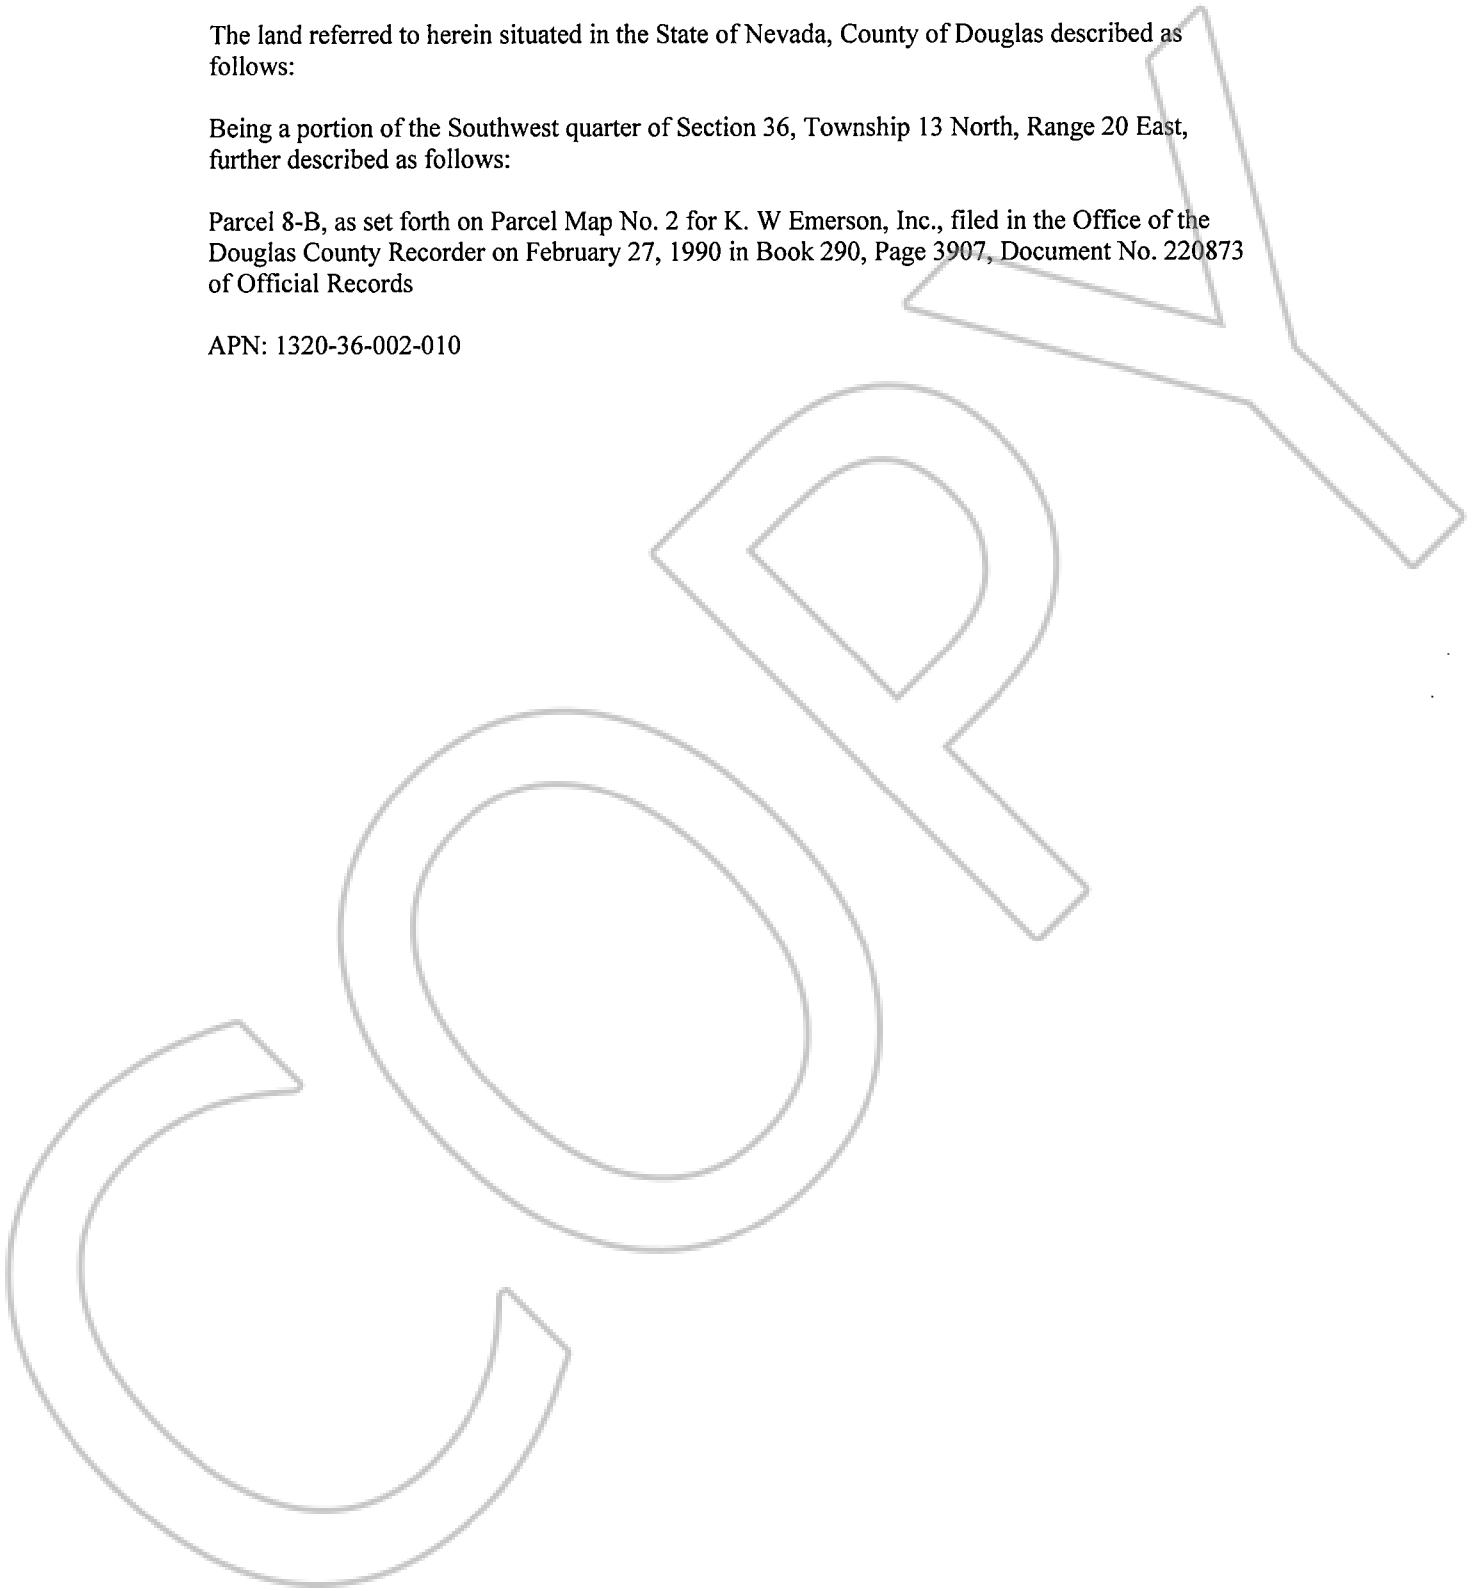 The land referred to herein situated in the State of Nevada, County of Douglas described as
follows:
Being a portion of the Southwest quarter of Section 36, Township 13 North, Range 20 East,
further described as follows:
Parcel 8-B, as set forth on Parcel Map No. 2 for K. W Emerson, Inc., filed in the Office of the
Douglas County Recorder on February 27, 1990 in Book 290, Page 3907, Document No. 220873
of Official Records
APN: 1320-36-002-010
COPY